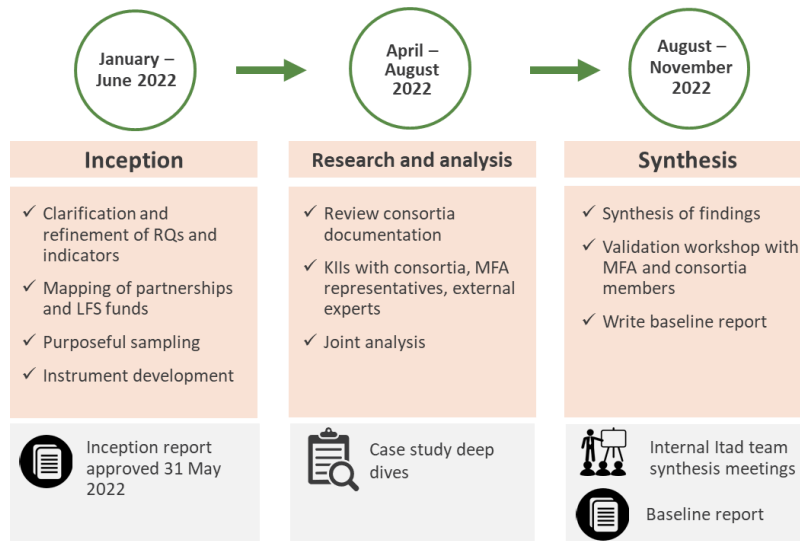 January –
June 2022
April –
August
2022
August –
November
2022
Inception
Research and analysis
Synthesis
✓ Clarification and
refinement of RQs and
indicators
✓ Mapping of partnerships
and LFS funds
✓ Purposeful sampling
✓ Instrument development
✓ Review consortia
documentation
✓ KIIs with consortia, MFA
representatives, external
experts
✓ Joint analysis
✓ Synthesis of findings
✓ Validation workshop with
MFA and consortia
members
✓ Write baseline report
Inception report
approved 31 May
2022
Case study deep
dives
Internal Itad team
synthesis meetings
Baseline report